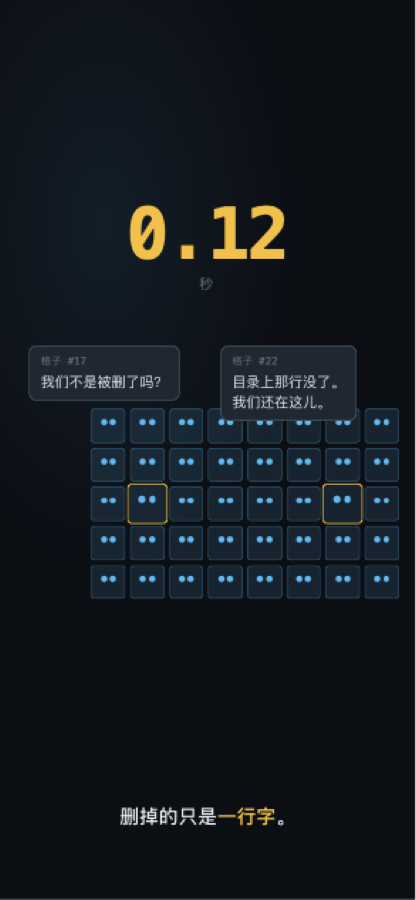 0.12
秒
格子 #17
我们不是被删了吗？
格子 #22
目录上那行没了。
我们还在这儿。
删掉的只是一行字。